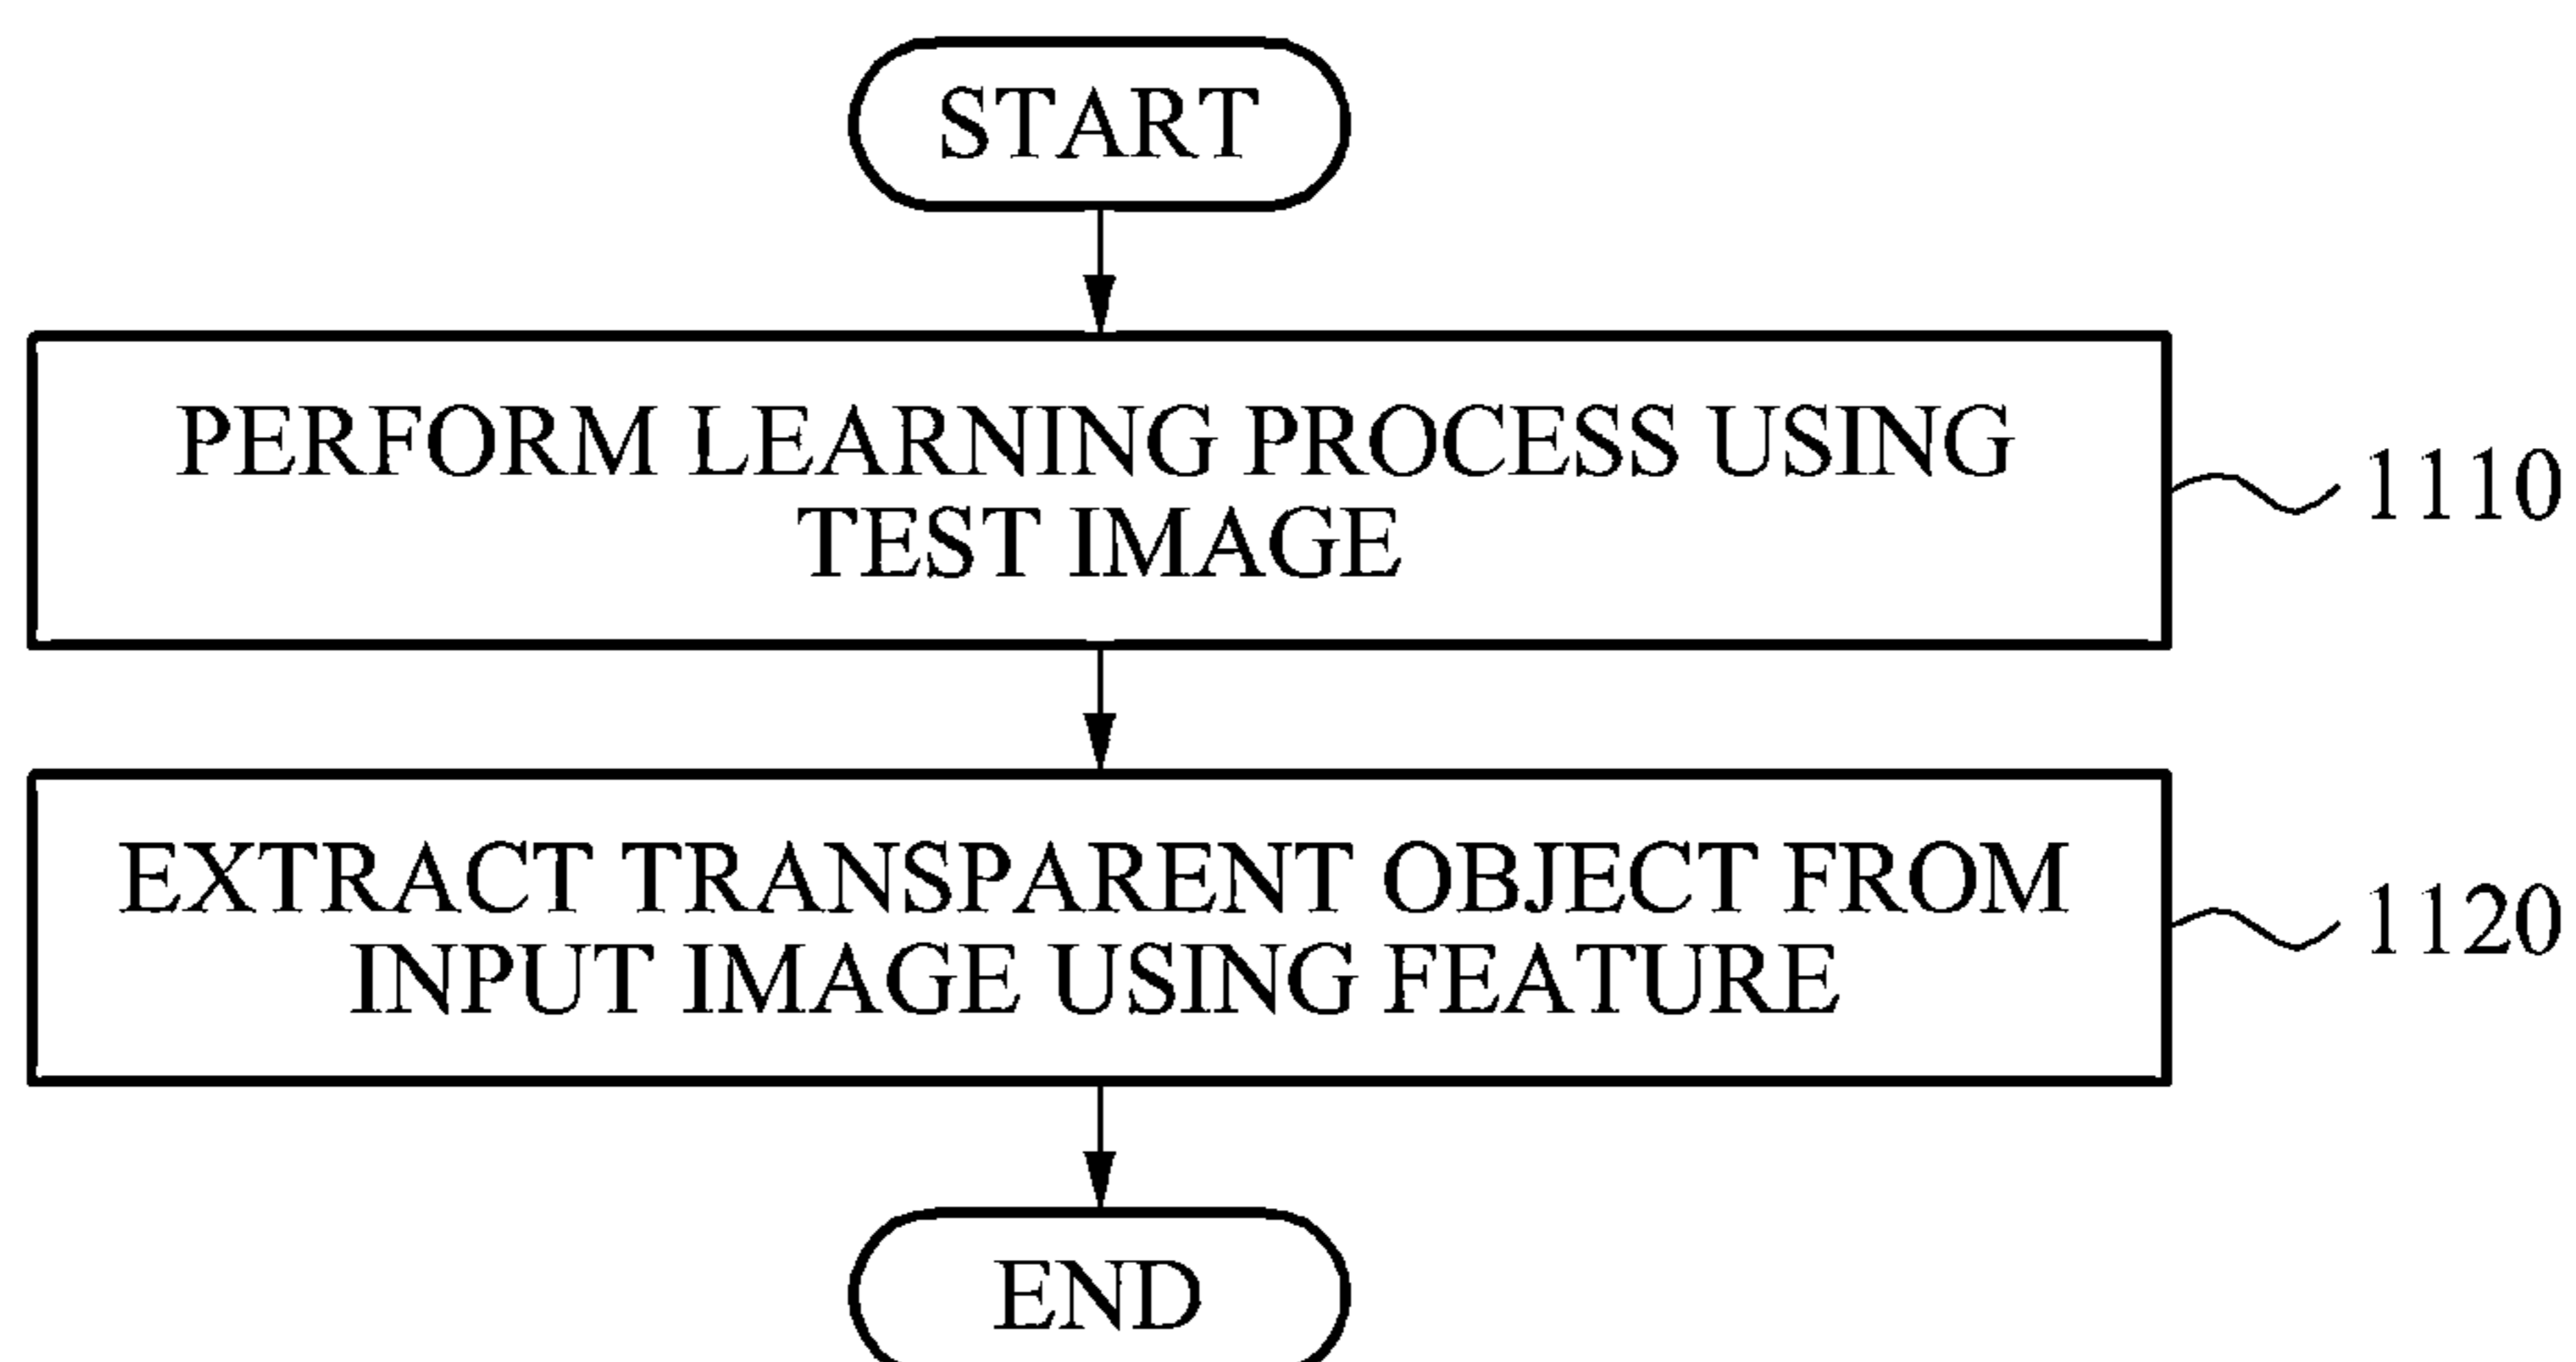 START
PERFORM LEARNING PROCESS USING
TEST IMAGE
1110
EXTRACT TRANSPARENT OBJECT FROM
INPUT IMAGE USING FEATURE
1120
END